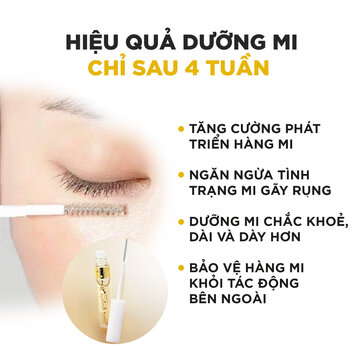 HIỆU QUẢ DƯỠNG MI
CHỈ SAU 4 TUẦN
TĂNG CƯỜNG PHÁT
TRIỂN HÀNG MI
NGĂN NGỪA TÌNH
TRẠNG MI GÃY RỤNG
DƯỠNG MI CHẮC KHOẺ,
DÀI VÀ DÀY HƠN
BẢO VỆ HÀNG MI
KHỎI TÁC ĐỘNG
BÊN NGOÀI